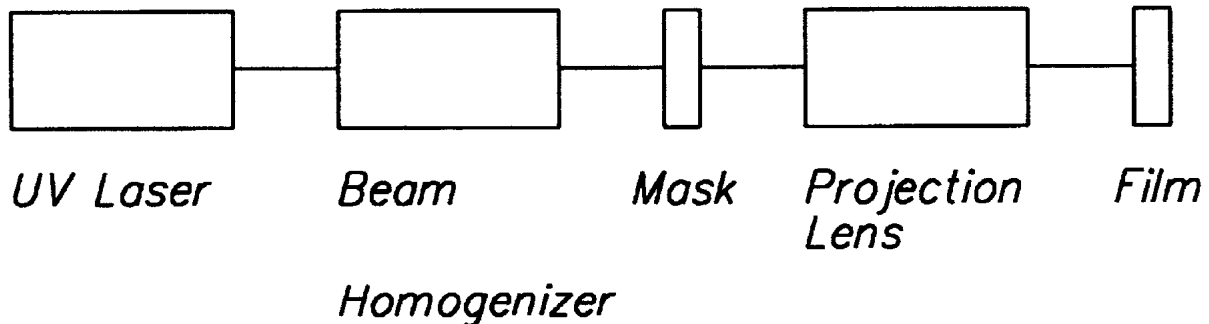 UV Laser
Beam
Homogenizer
Mask
Projection
Lens
Film